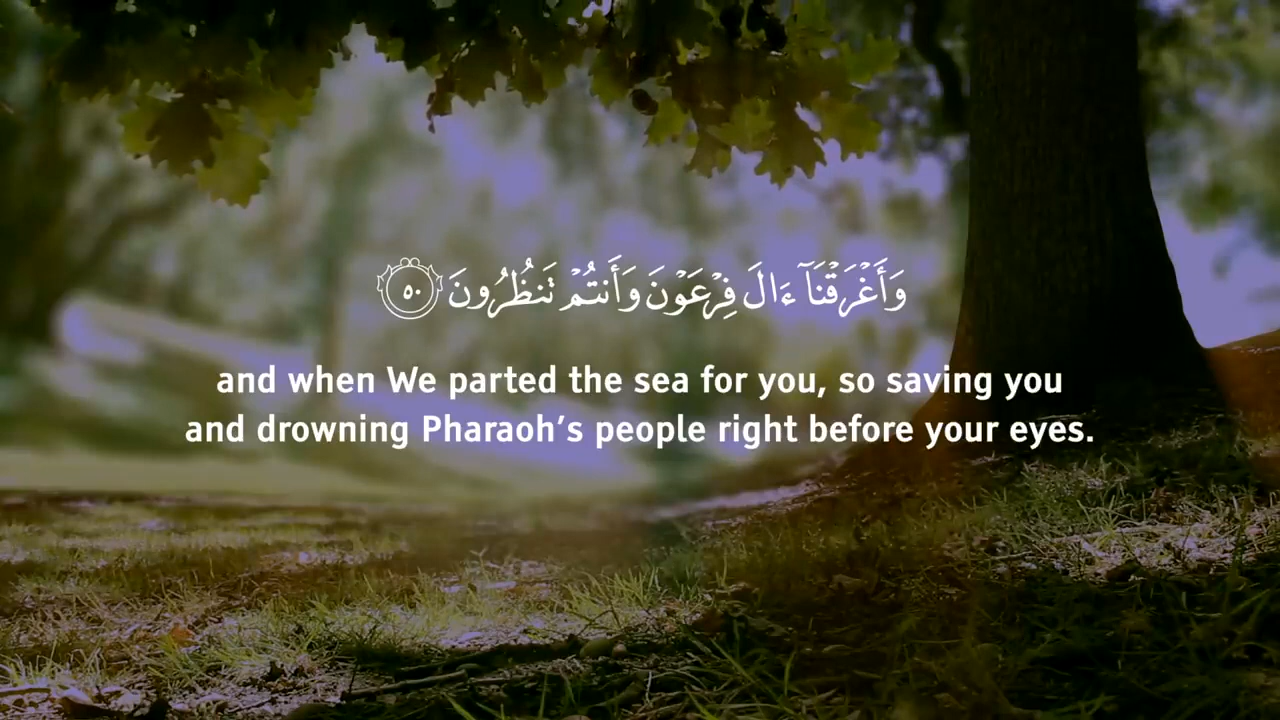 وَأَغْرَقْنَآ ءَالَ فِرْعَوْنَ وَأَنتُمْ تَنظُرُونَ ٥٠
and when We parted the sea for you, so saving you
and drowning Pharaoh’s people right before your eyes.